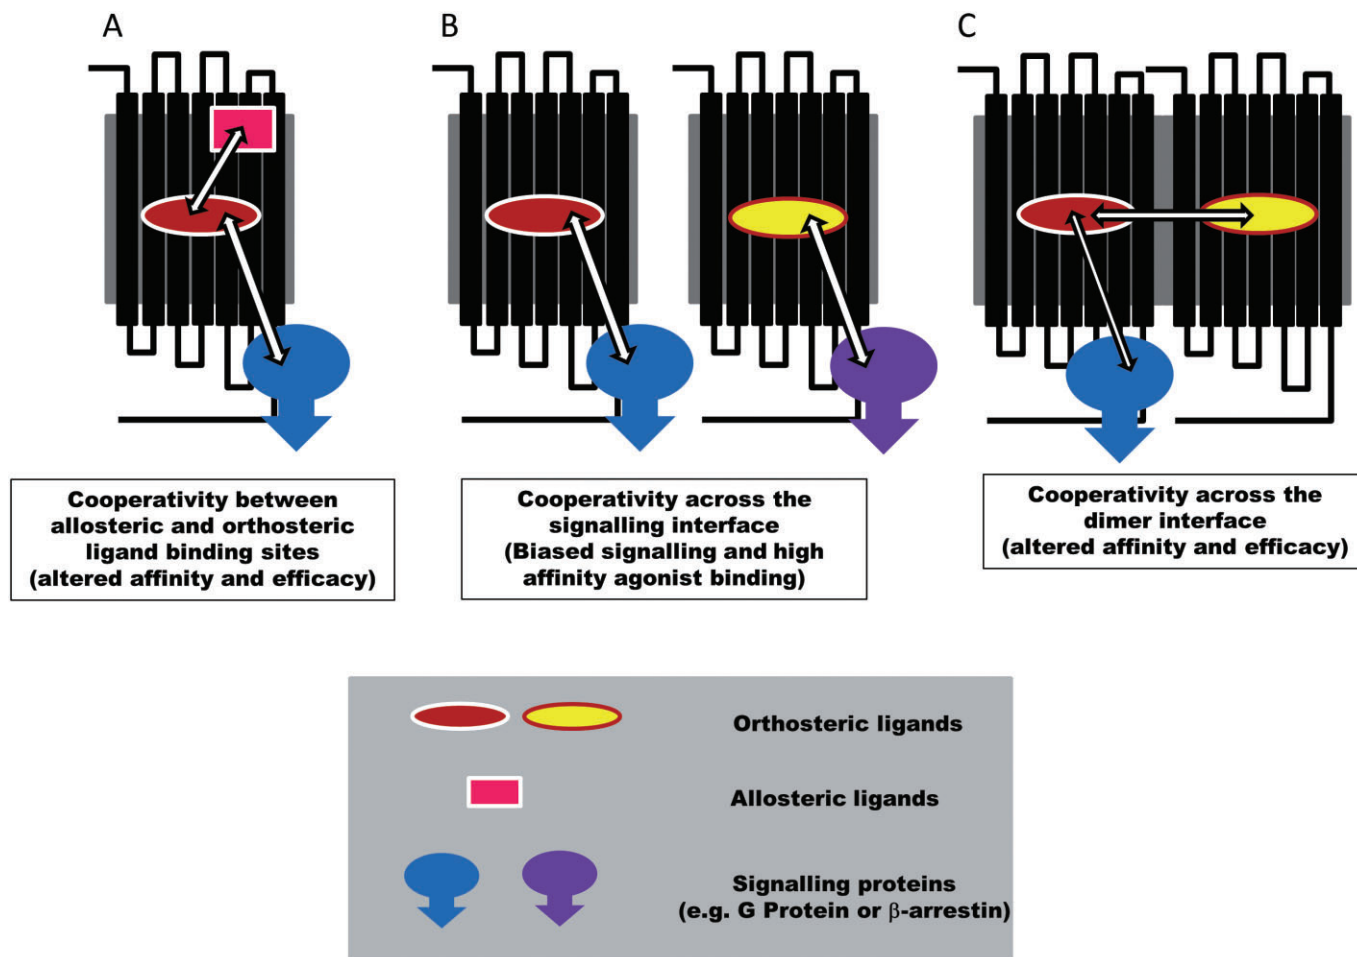 A
B
C
Cooperativity between
allosteric and orthosteric
ligand binding sites
(altered affinity and efficacy)
Cooperativity across the
signalling interface
(Biased signalling and high
affinity agonist binding)
Cooperativity across the
dimer interface
(altered affinity and efficacy)
Orthosteric ligands
Allosteric ligands
Signalling proteins
(e.g. G Protein or β-arrestin)